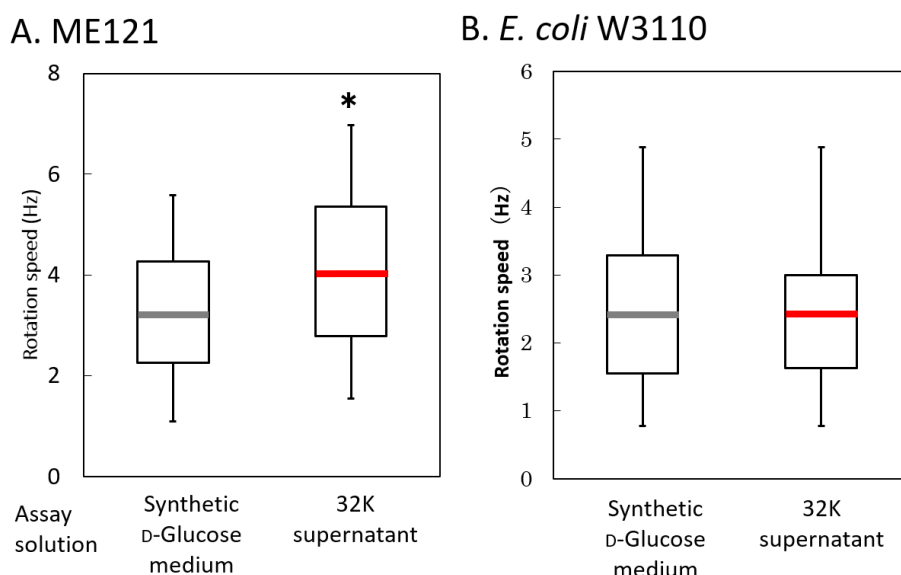 A. ME121
B. E. coli W3110
8
6
4
2
0
Rotation speed (Hz)
*
Assay
solution
Synthetic
D-Glucose
medium
32K
supernatant
6
5
4
3
2
1
0
Rotation speed (Hz)
Synthetic
D-Glucose
medium
32K
supernatant